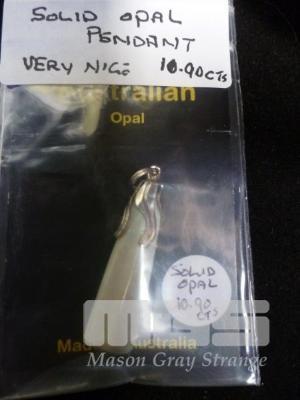 SOLID OPAL
PENDANT
VERY NICE 10.90CTS
Australian
Opal
SOLID
OPAL
10.90
CTS
MGS
Made Australia
Mason Gray Strange